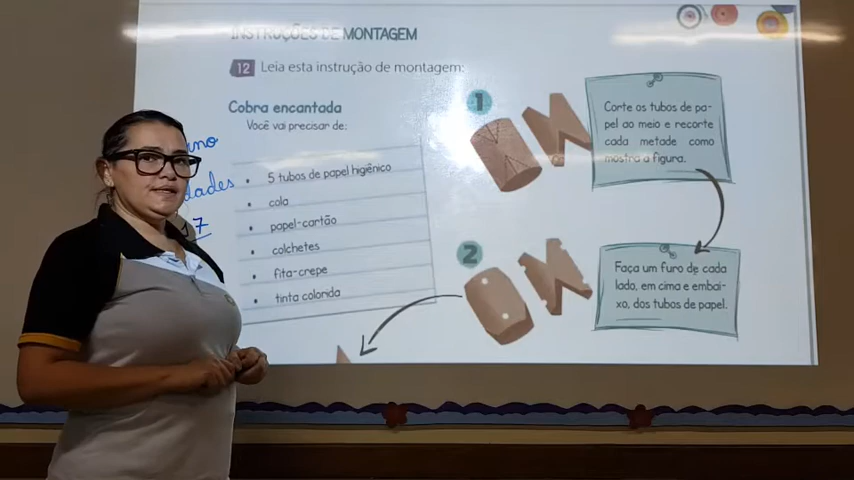 INSTRUÇÕES DE MONTAGEM
12 Leia esta instrução de montagem:
Cobra encantada
Você vai precisar de:
• 5 tubos de papel higiênico
• cola
• papel-cartão
• colchetes
• fita-crepe
• tinta colorida
1
Corte os tubos de pa-
pel ao meio e recorte
cada metade como
mostra a figura.
2
Faça um furo de cada
lado, em cima e embai-
xo, dos tubos de papel.
7